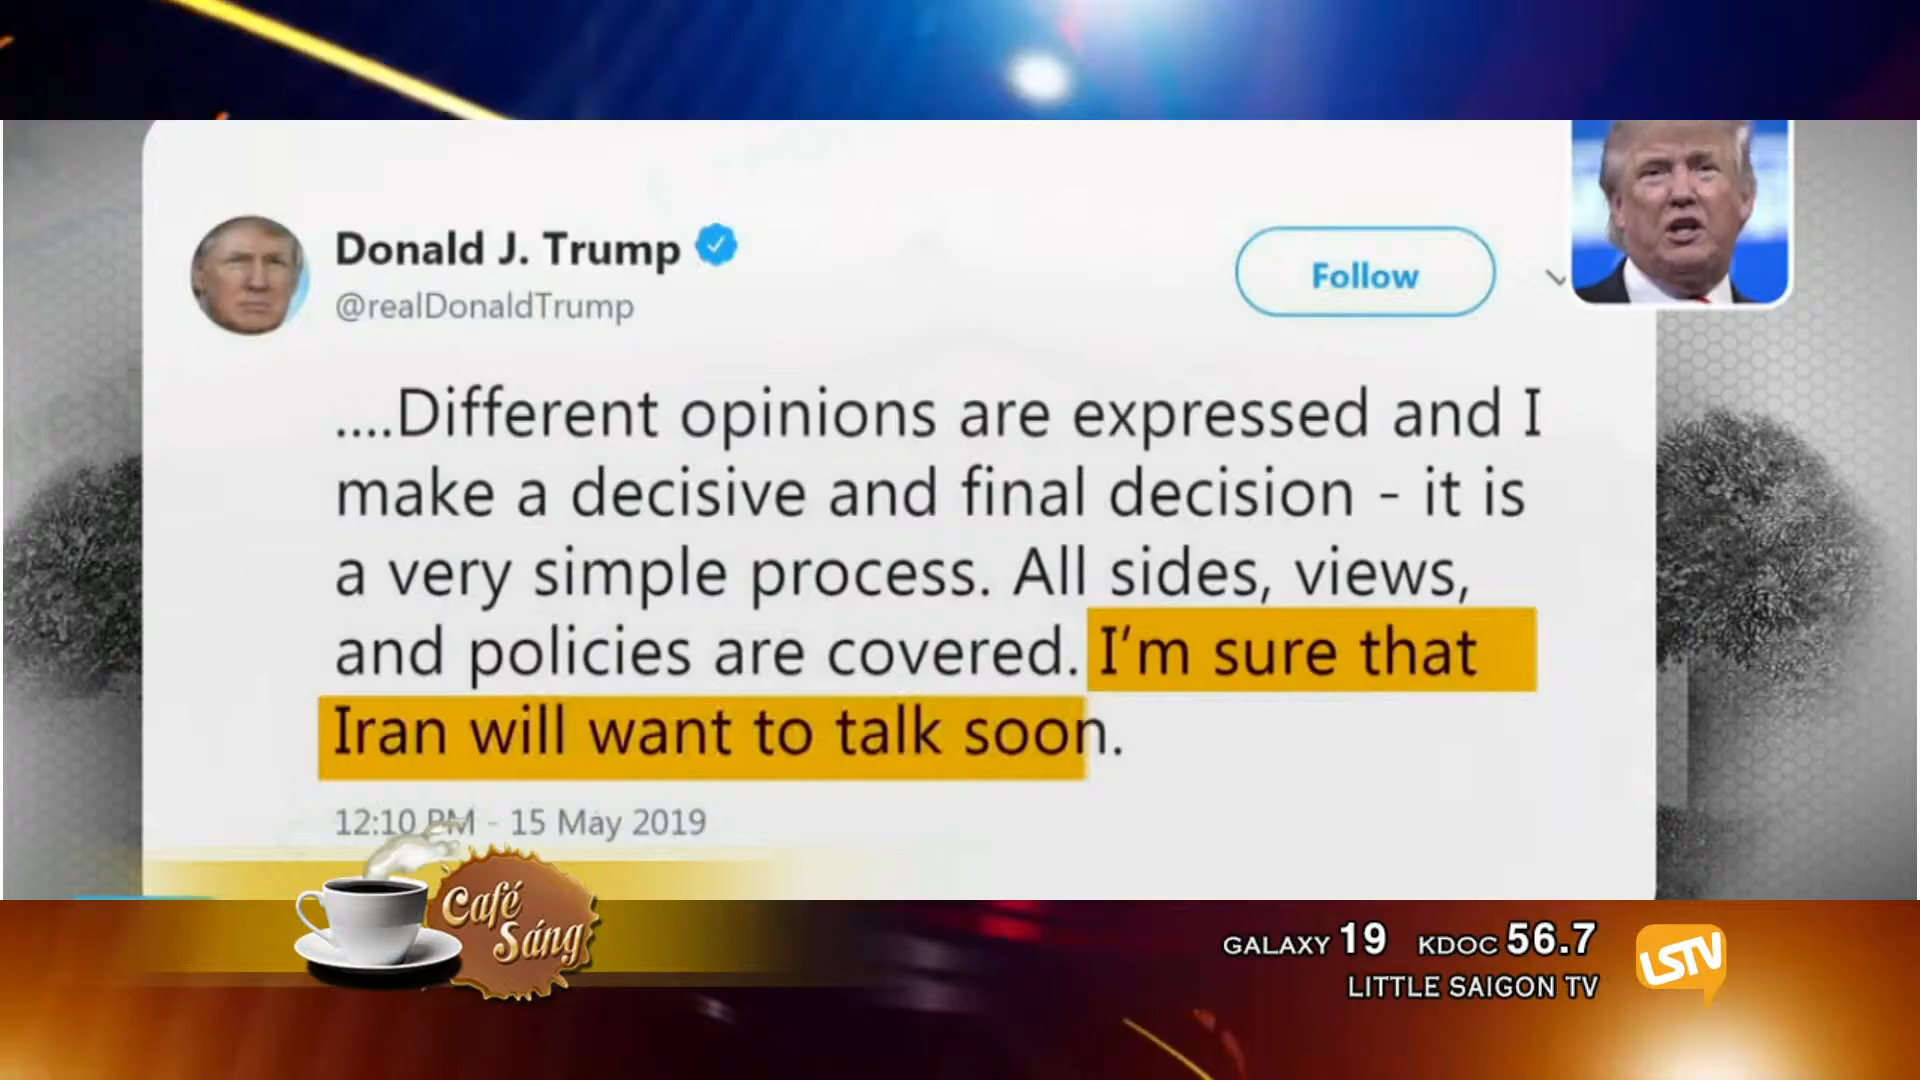 Donald J. Trump
@realDonaldTrump
Follow
....Different opinions are expressed and I
make a decisive and final decision - it is
a very simple process. All sides, views,
and policies are covered. I'm sure that
Iran will want to talk soon.
12:10 PM - 15 May 2019
Café
Sáng
GALAXY 19 KDOC 56.7
LITTLE SAIGON TV
LSTV